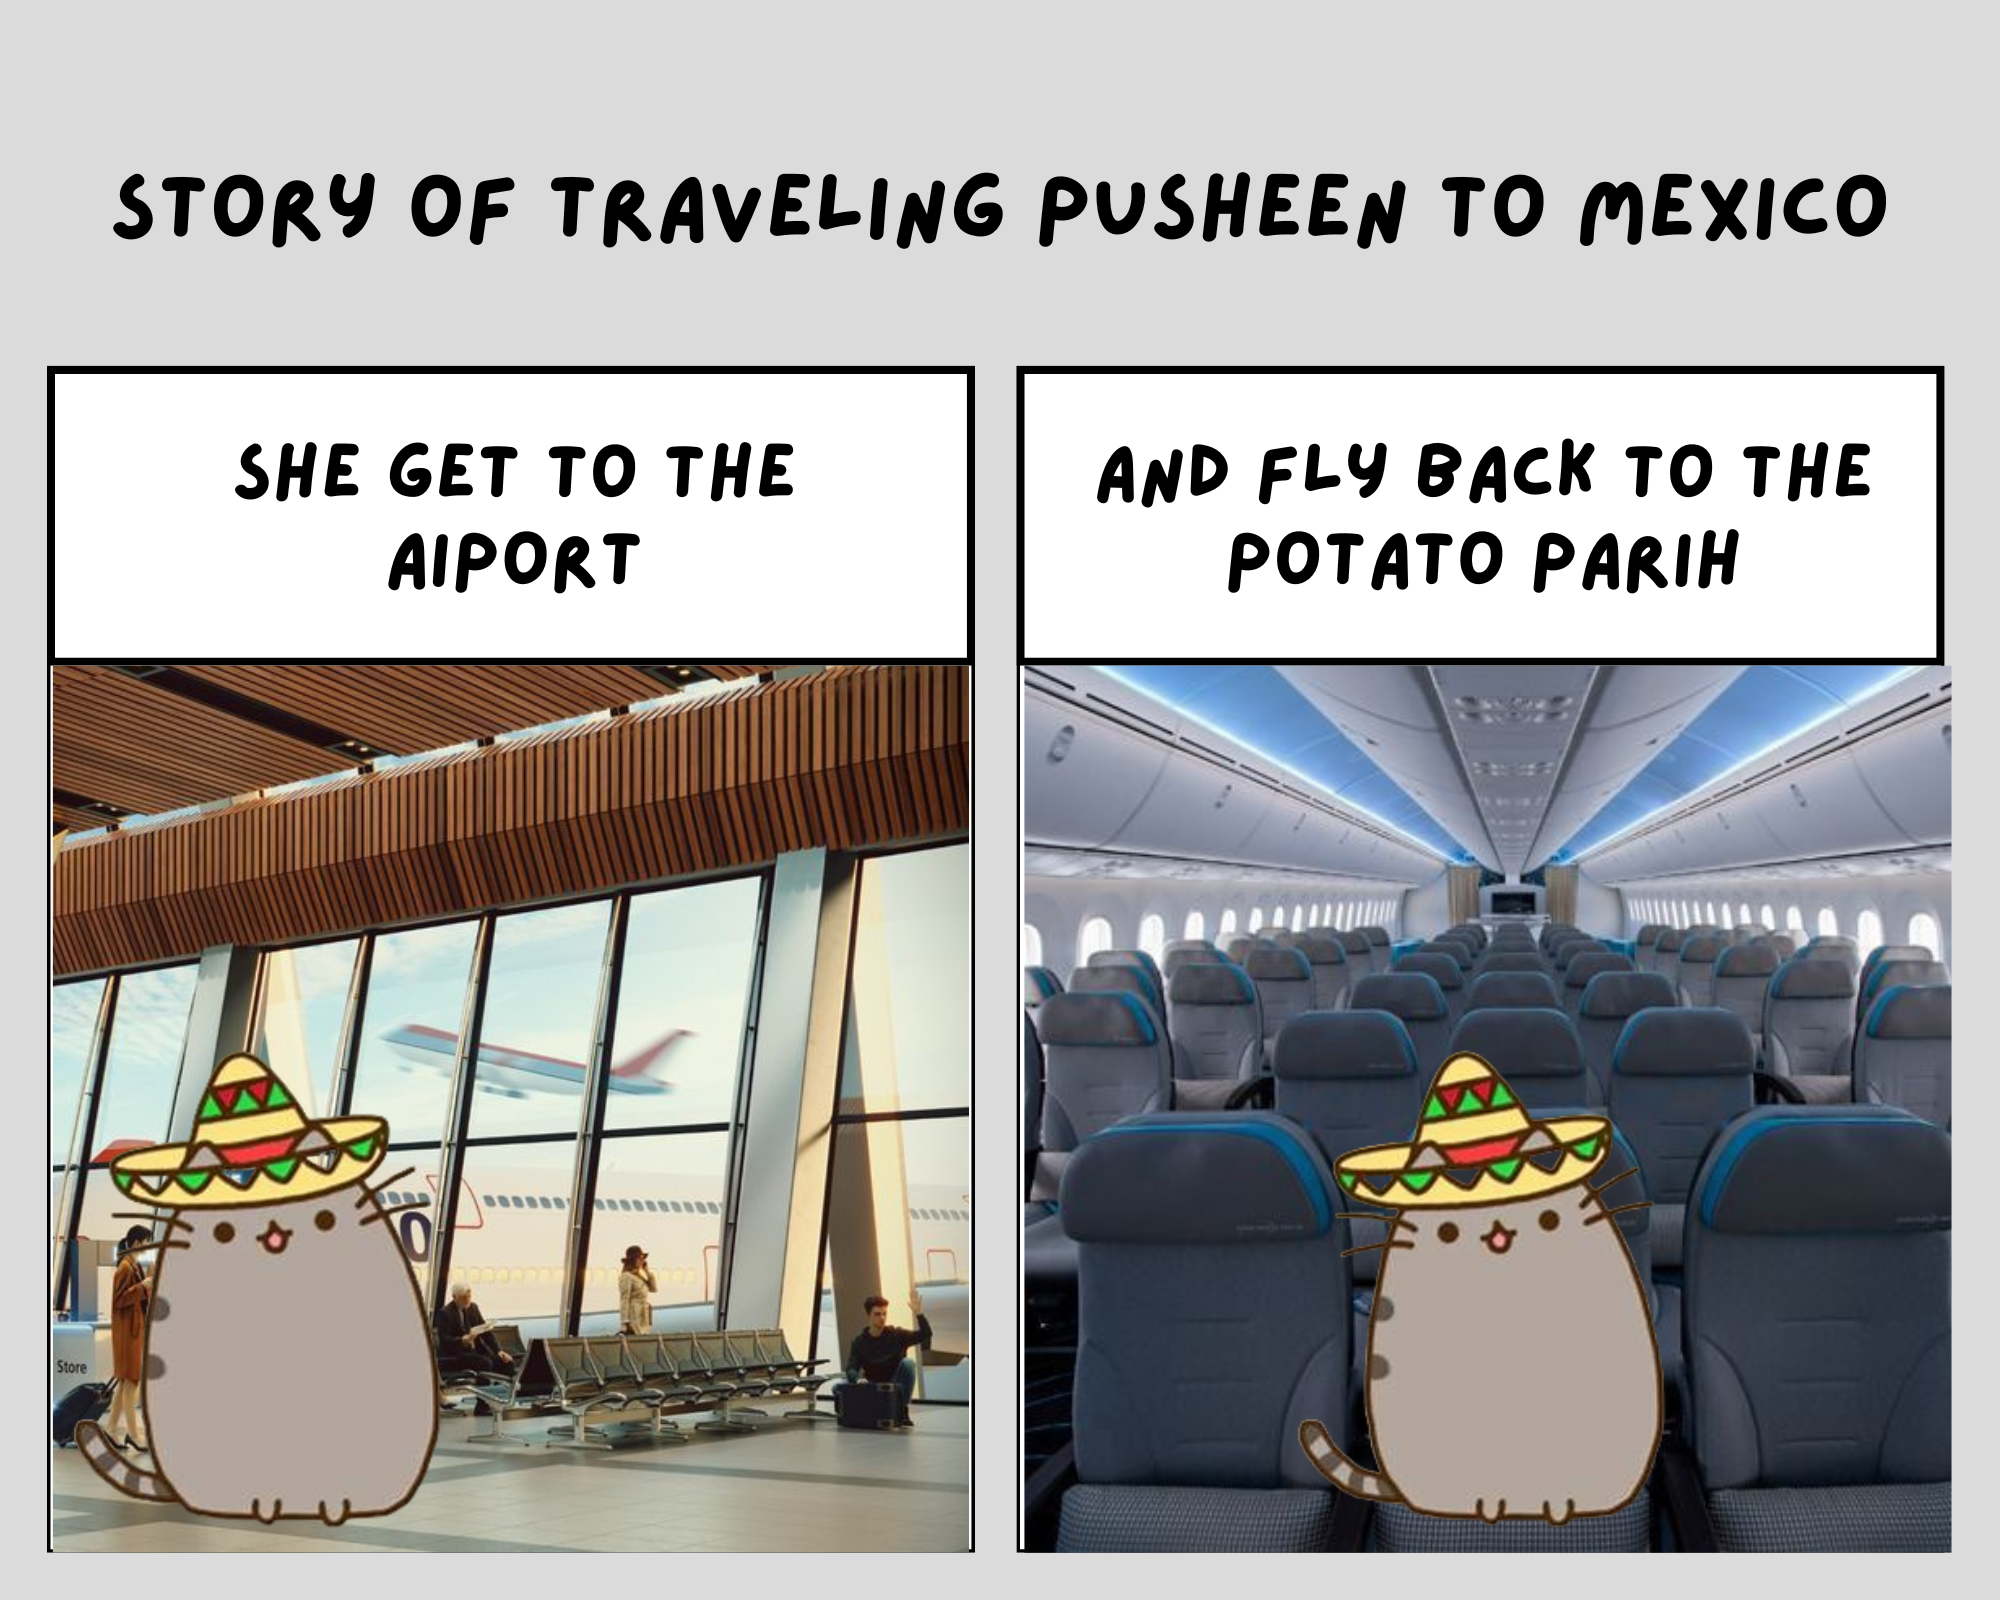 STORY OF TRAVELING PUSHEEN TO MEXICO
SHE GET TO THE
AIPORT
AND FLY BACK TO THE
POTATO PARIH
0
Store